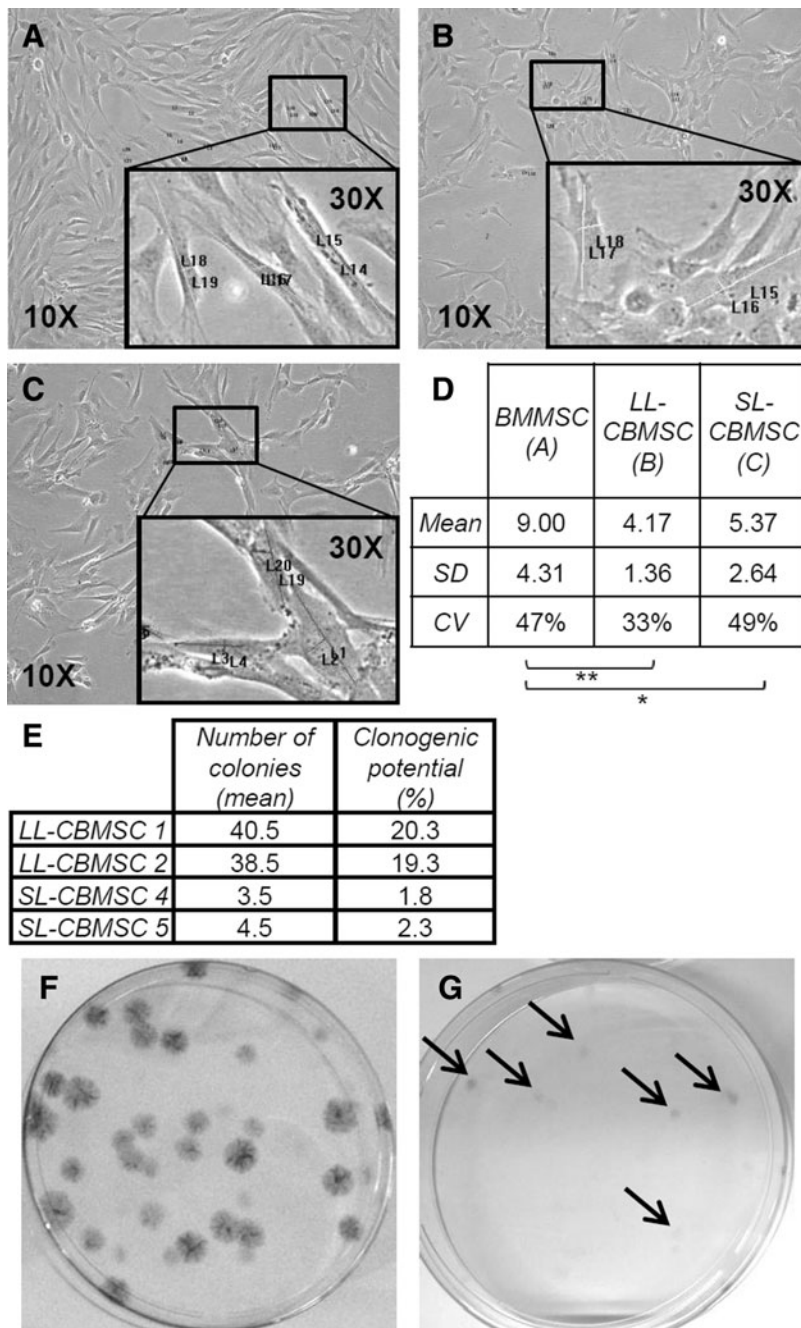 A
30X
L15
L14
L18
L19
10X
B
30X
L18
L17
L15
L16
10X
C
30X
L20
L19
L3
L4
L1
L2
10X
D
BMMSC (A) LL-CBMSC (B) SL-CBMSC (C)
Mean 9.00 4.17 5.37
SD 4.31 1.36 2.64
CV 47% 33% 49%
**
*
E
Number of colonies (mean) Clonogenic potential (%)
LL-CBMSC 1 40.5 20.3
LL-CBMSC 2 38.5 19.3
SL-CBMSC 4 3.5 1.8
SL-CBMSC 5 4.5 2.3
F
G